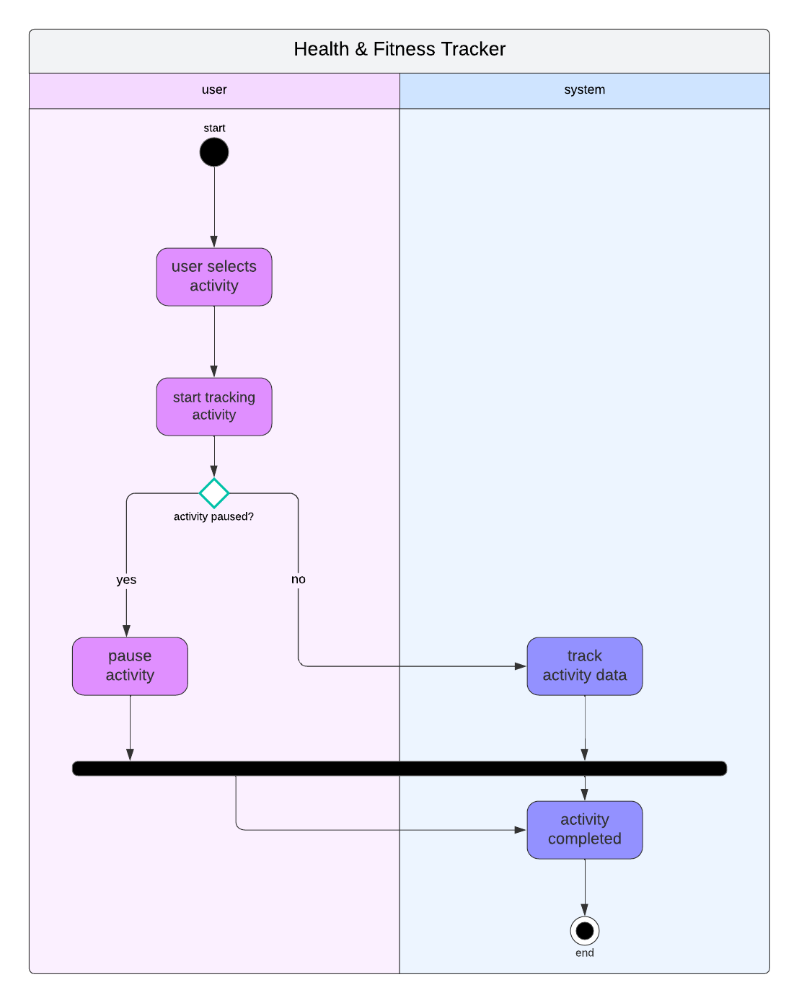 Health & Fitness Tracker
user
system
start
user selects
activity
start tracking
activity
activity paused?
yes
no
pause
activity
track
activity data
activity
completed
end